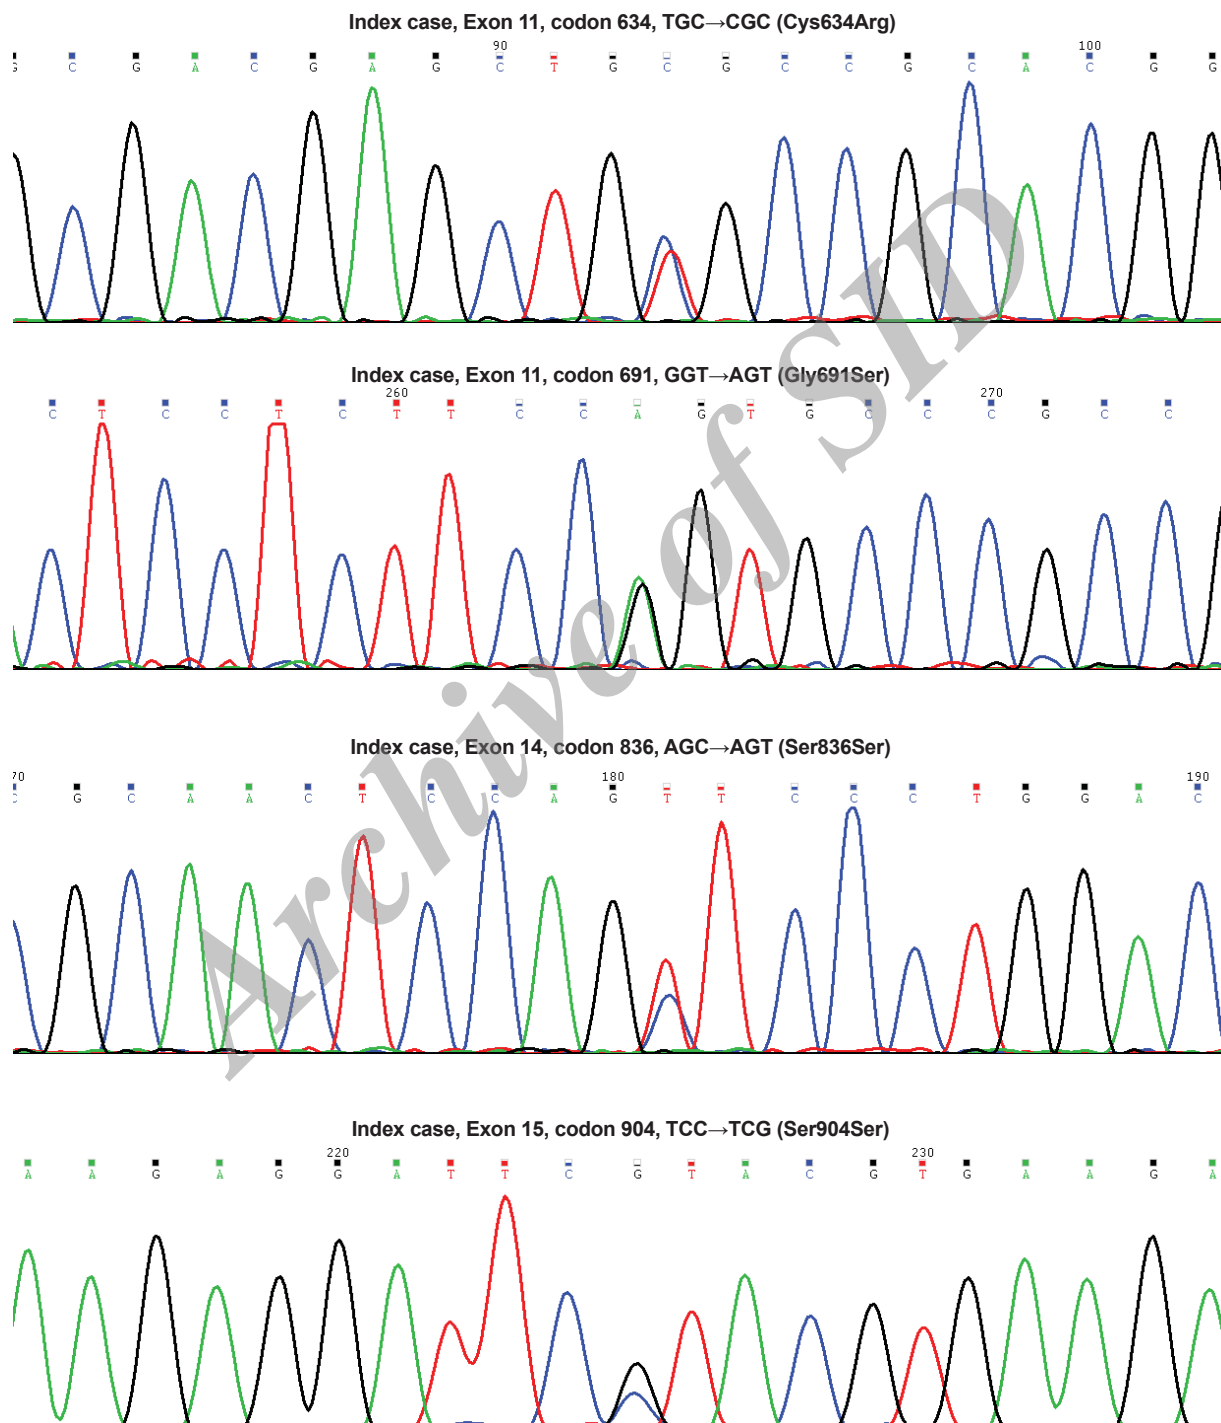 Index case, Exon 11, codon 634, TGC→CGC (Cys634Arg)
90 100
G C G A C G A G C T G C G C C G C A C G G
Index case, Exon 11, codon 691, GGT→AGT (Gly691Ser)
260 270
C T C C T C T T C C A G T G C C C G C C
Index case, Exon 14, codon 836, AGC→AGT (Ser836Ser)
70 180 190
C G C A A C T C C A G T T C C C T G G A C
Index case, Exon 15, codon 904, TCC→TCG (Ser904Ser)
220 230
A A G A G G A T T C G T A C G T G A A G A
Archive of SID